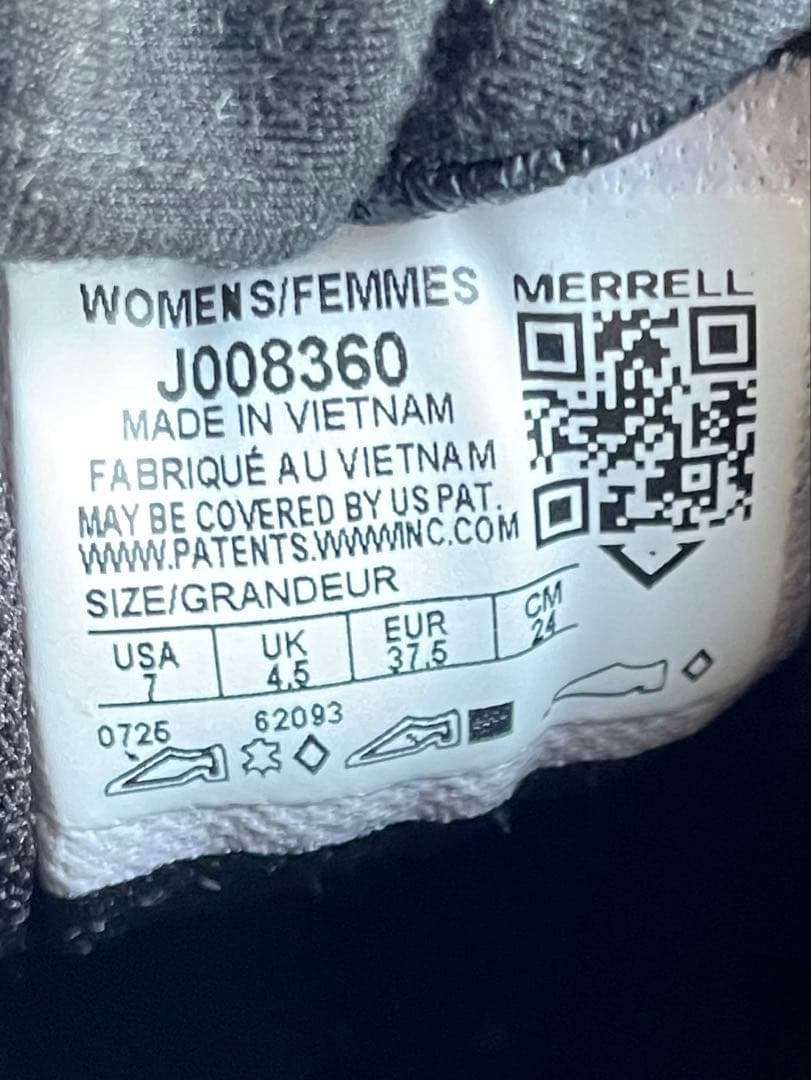 WOMENS/FEMMES
MERRELL
J008360
MADE IN VIETNAM
FABRIQUÉ AU VIETNAM
MAY BE COVERED BY US PAT.
WWW.PATENTS.WWWINC.COM
SIZE/GRANDEUR
USA UK EUR CM
7 4.5 37.5 24
0725 62093